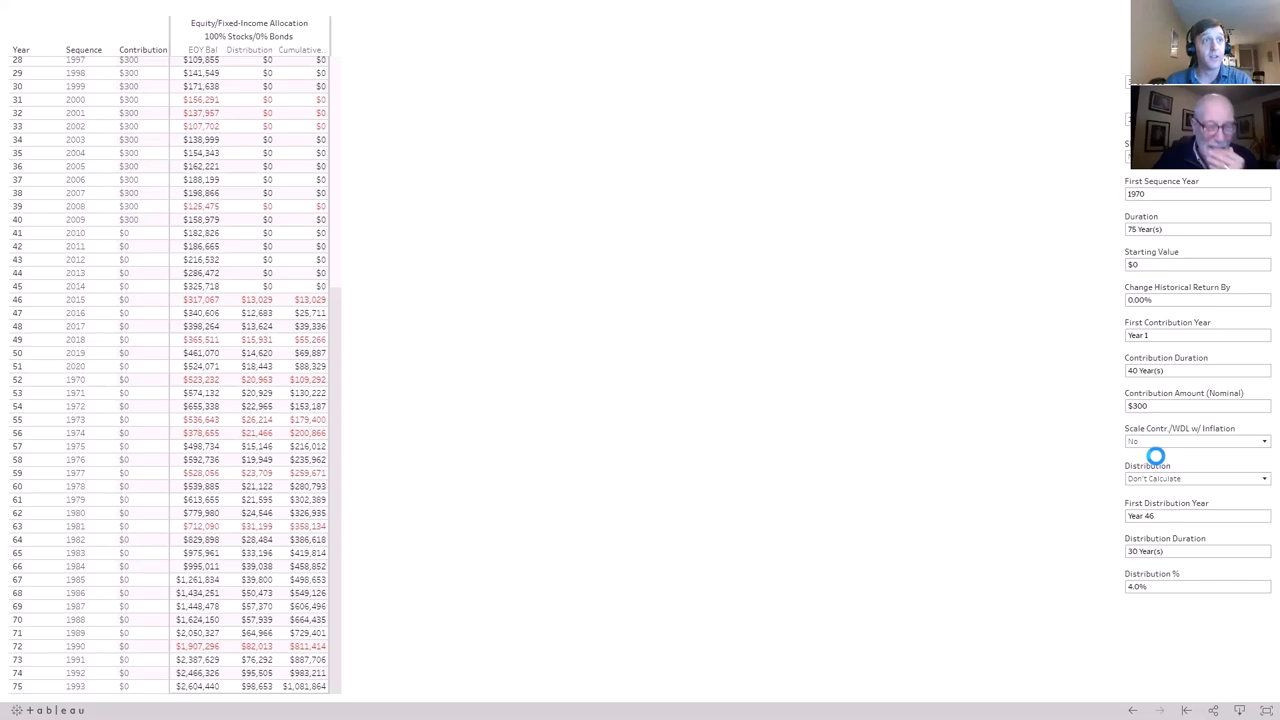 Equity/Fixed-Income Allocation
100% Stocks/0% Bonds
Year Sequence Contribution EOY Bal Distribution Cumulative..
28 1997 $300 $109,855 $0 $0
29 1998 $300 $141,549 $0 $0
30 1999 $300 $171,638 $0 $0
31 2000 $300 $156,291 $0 $0
32 2001 $300 $137,957 $0 $0
33 2002 $300 $107,702 $0 $0
34 2003 $300 $138,999 $0 $0
35 2004 $300 $154,343 $0 $0
36 2005 $300 $162,221 $0 $0
37 2006 $300 $188,199 $0 $0
38 2007 $300 $198,866 $0 $0
39 2008 $300 $125,475 $0 $0
40 2009 $300 $158,979 $0 $0
41 2010 $0 $182,826 $0 $0
42 2011 $0 $186,665 $0 $0
43 2012 $0 $216,532 $0 $0
44 2013 $0 $286,472 $0 $0
45 2014 $0 $325,718 $0 $0
46 2015 $0 $317,067 $13,029 $13,029
47 2016 $0 $340,606 $12,683 $25,711
48 2017 $0 $398,264 $13,624 $39,336
49 2018 $0 $365,511 $15,931 $55,266
50 2019 $0 $461,070 $14,620 $69,887
51 2020 $0 $524,071 $18,443 $88,329
52 1970 $0 $523,232 $20,963 $109,292
53 1971 $0 $574,132 $20,929 $130,222
54 1972 $0 $655,338 $22,965 $153,187
55 1973 $0 $536,643 $26,214 $179,400
56 1974 $0 $378,655 $21,466 $200,866
57 1975 $0 $498,734 $15,146 $216,012
58 1976 $0 $592,736 $19,949 $235,962
59 1977 $0 $528,056 $23,709 $259,671
60 1978 $0 $539,885 $21,122 $280,793
61 1979 $0 $613,655 $21,595 $302,389
62 1980 $0 $779,980 $24,546 $326,935
63 1981 $0 $712,090 $31,199 $358,134
64 1982 $0 $829,898 $28,484 $386,618
65 1983 $0 $975,961 $33,196 $419,814
66 1984 $0 $995,011 $39,038 $458,852
67 1985 $0 $1,261,834 $39,800 $498,653
68 1986 $0 $1,434,251 $50,473 $549,126
69 1987 $0 $1,448,478 $57,370 $606,496
70 1988 $0 $1,624,150 $57,939 $664,435
71 1989 $0 $2,050,327 $64,966 $729,401
72 1990 $0 $1,907,296 $82,013 $811,414
73 1991 $0 $2,387,629 $76,292 $887,706
74 1992 $0 $2,466,326 $95,505 $983,211
75 1993 $0 $2,604,440 $98,653 $1,081,864
First Sequence Year
1970
Duration
75 Year(s)
Starting Value
$0
Change Historical Return By
0.00%
First Contribution Year
Year 1
Contribution Duration
40 Year(s)
Contribution Amount (Nominal)
$300
Scale Contr./WDL w/ Inflation
No
Distribution
Don't Calculate
First Distribution Year
Year 46
Distribution Duration
30 Year(s)
Distribution %
4.0%
+ a b l e a u